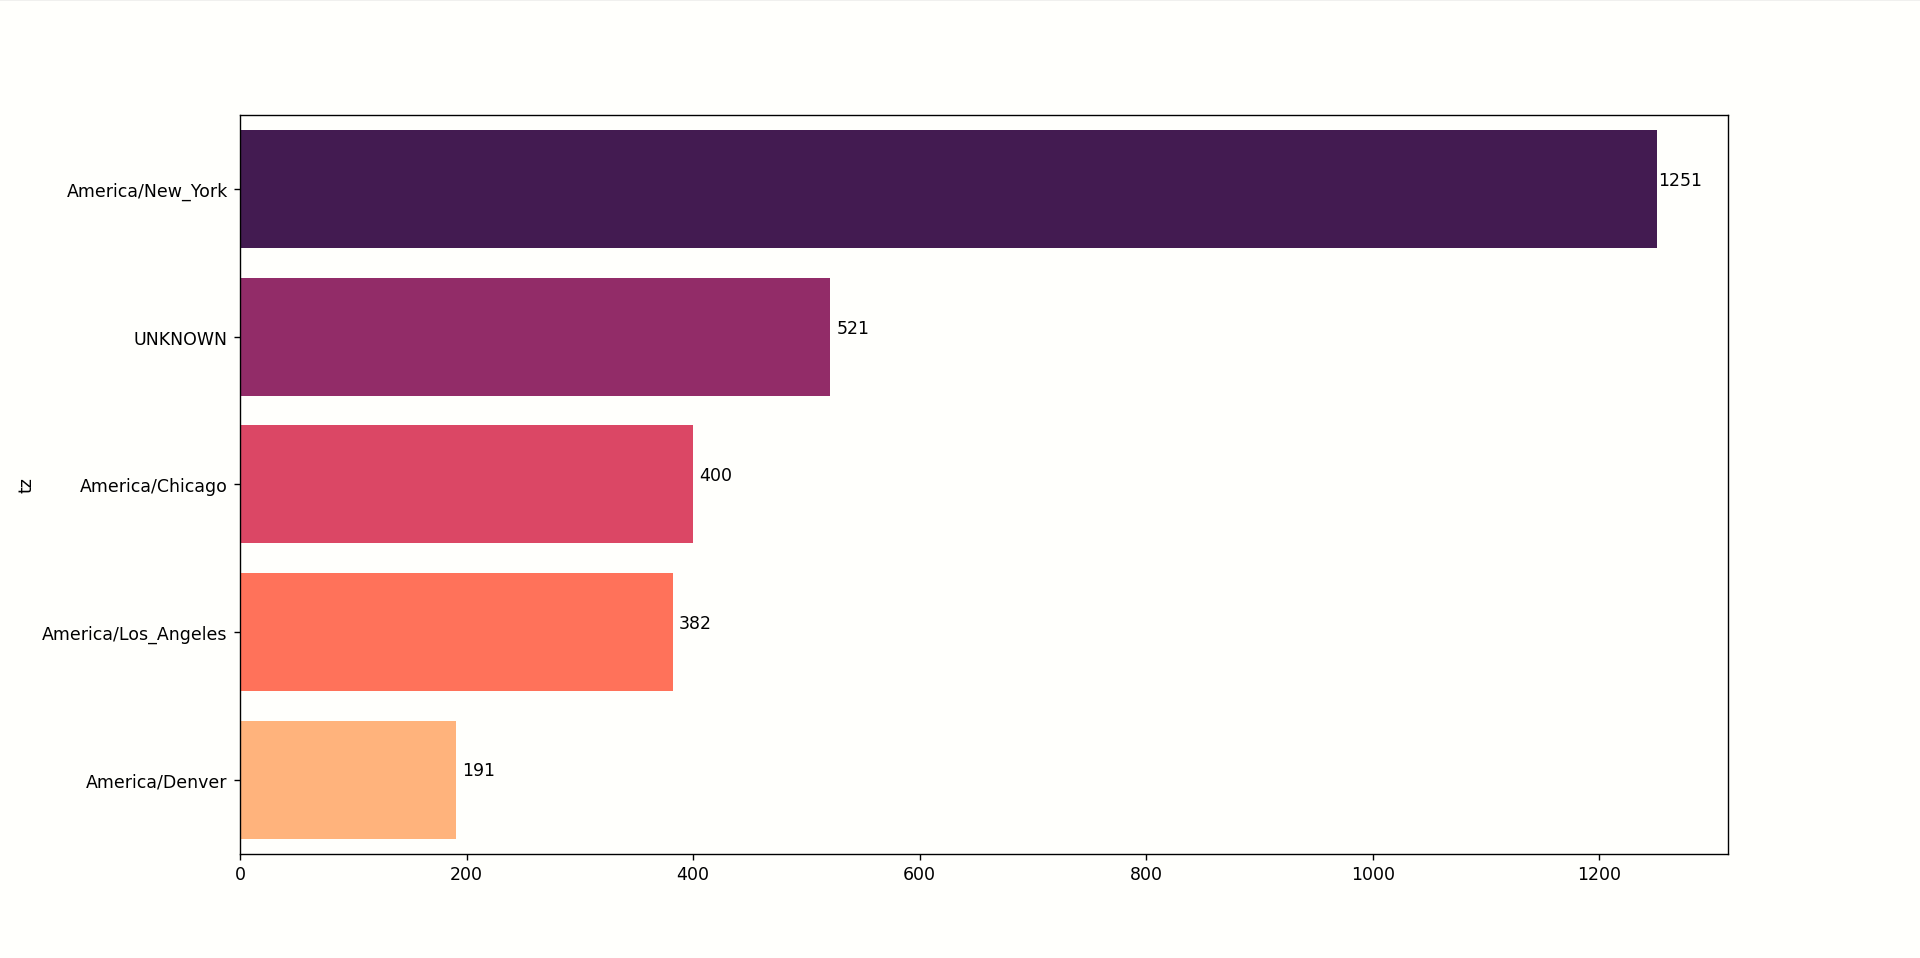 America/New_York
1251
UNKNOWN
521
America/Chicago
400
America/Los_Angeles
382
America/Denver
191
tz
0 200 400 600 800 1000 1200